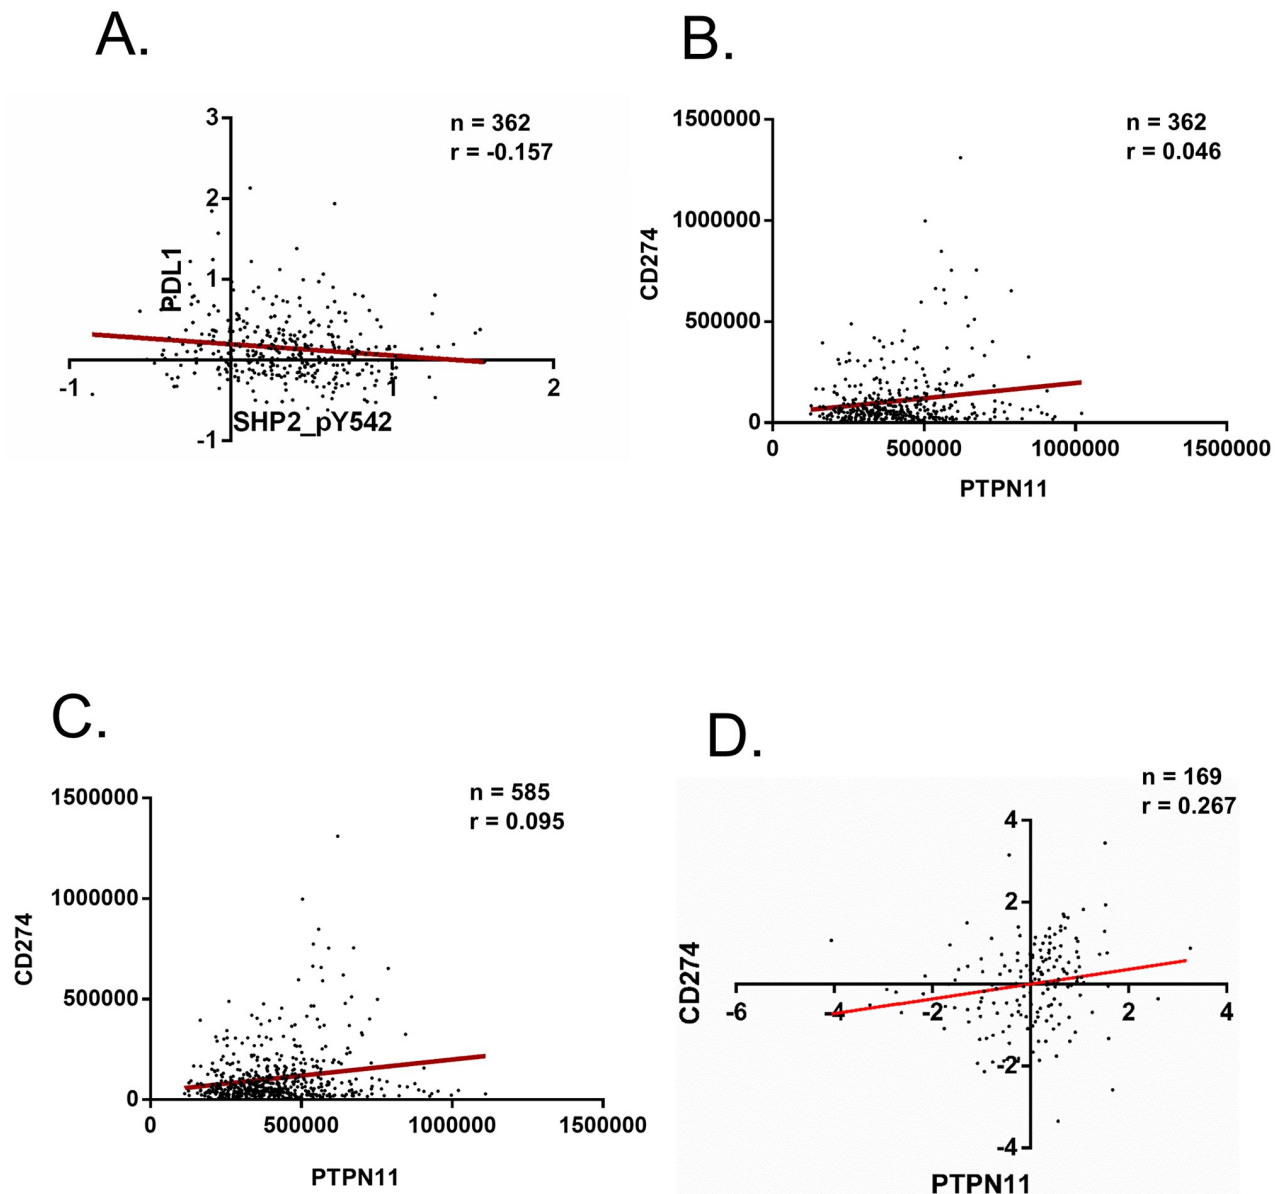 A.
n = 362
r = -0.157
3
2
1
PDL1
-1
1
2
-1
SHP2_pY542
B.
n = 362
r = 0.046
1500000
1000000
500000
0
CD274
0
500000
1000000
1500000
PTPN11
C.
n = 585
r = 0.095
1500000
1000000
500000
0
CD274
0
500000
1000000
1500000
PTPN11
D.
n = 169
r = 0.267
4
2
CD274
-6
-4
-2
2
4
-2
-4
PTPN11